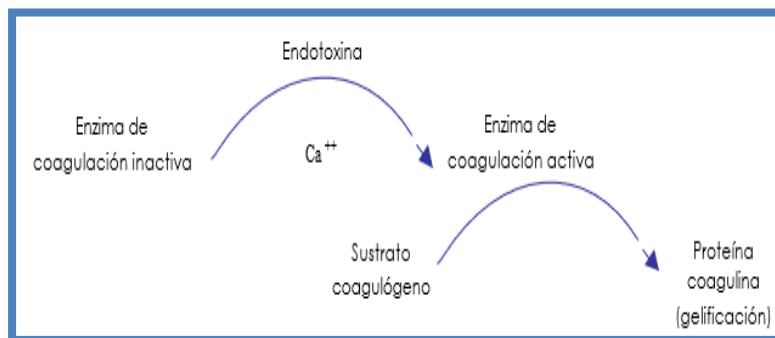 Endotoxina
Enzima de
coagulación inactiva
Ca++
Enzima de
coagulación activa
Sustrato
coagulógeno
Proteína
coagulina
(gelificación)